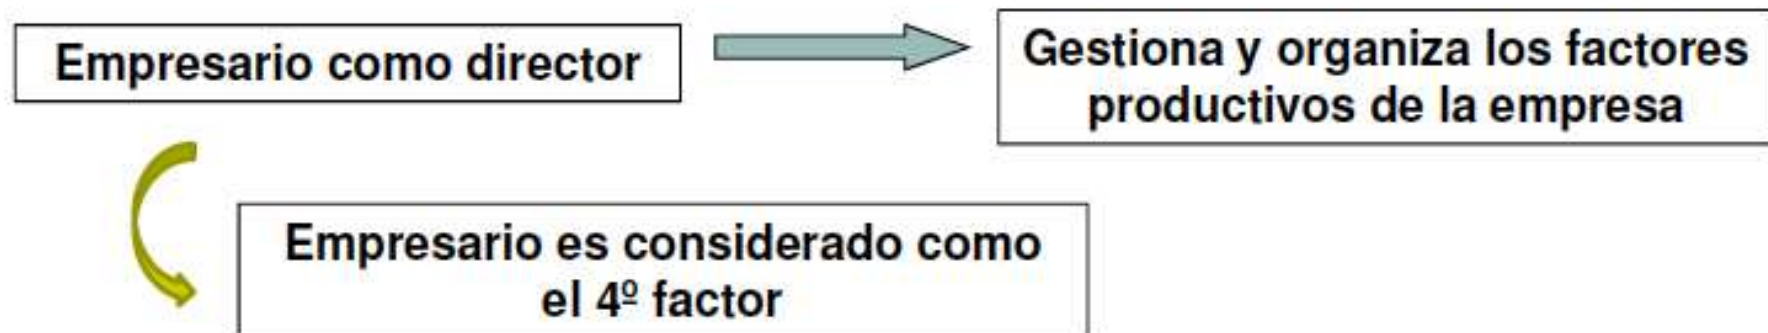 Empresario como director
Gestiona y organiza los factores
productivos de la empresa
Empresario es considerado como
el 4º factor